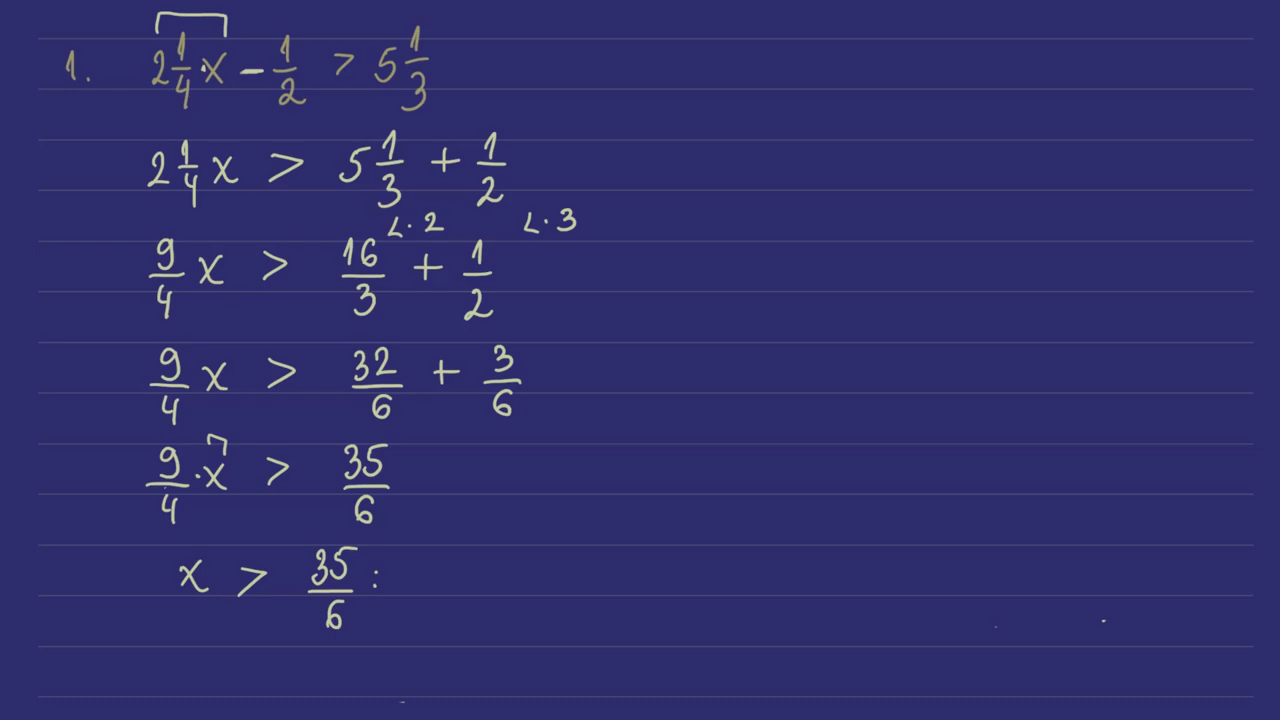 1. 2 1/4 · x - 1/2 > 5 1/3
2 1/4 x > 5 1/3 + 1/2
∟· 2 ∟· 3
9/4 x > 16/3 + 1/2
9/4 x > 32/6 + 3/6
9/4 · x > 35/6
x > 35/6 :